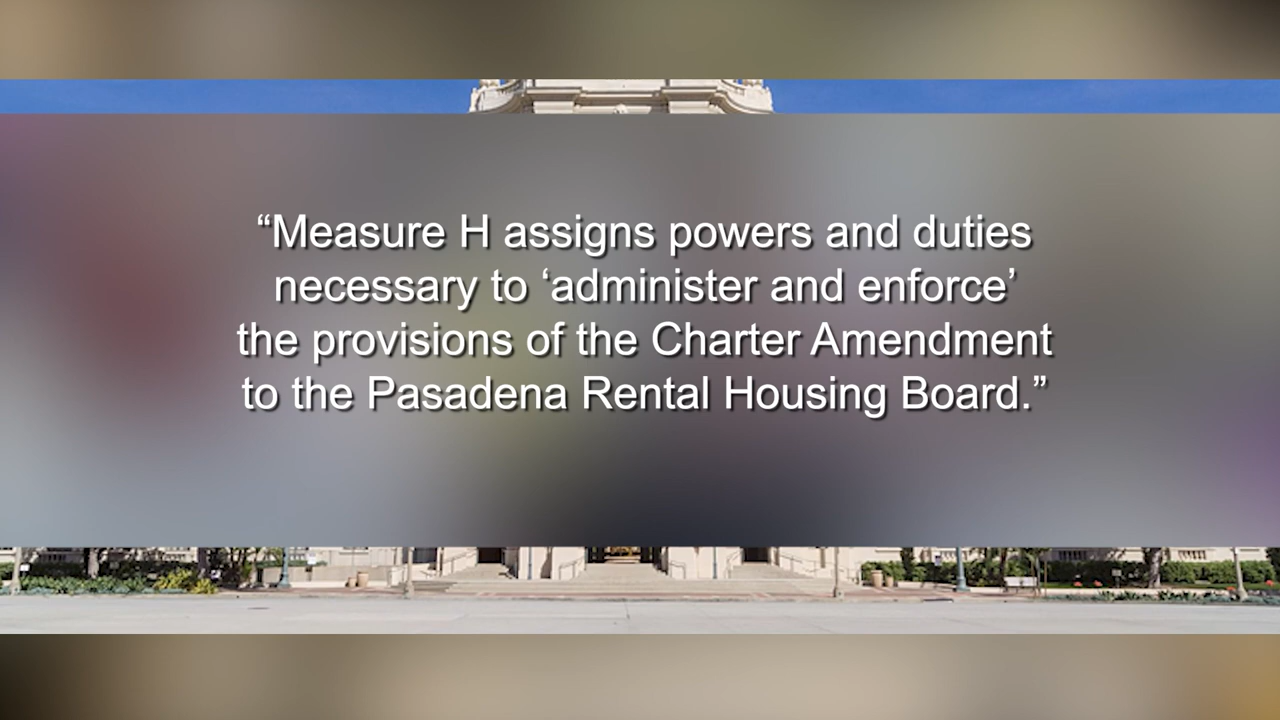 “Measure H assigns powers and duties
necessary to ‘administer and enforce’
the provisions of the Charter Amendment
to the Pasadena Rental Housing Board.”